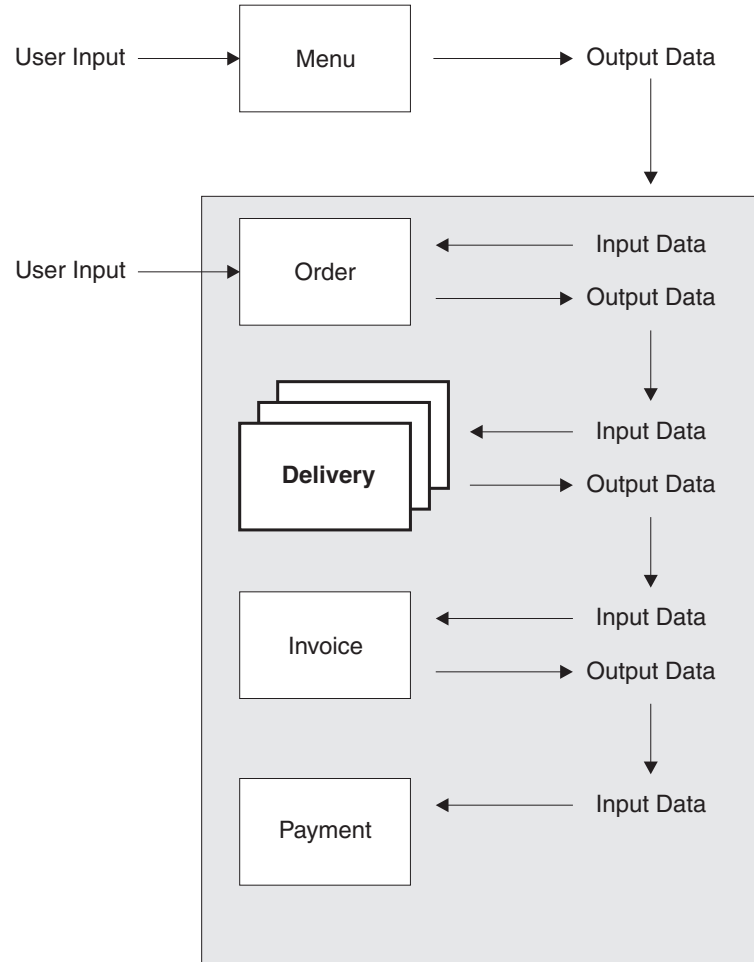 User Input
Menu
Output Data
Input Data
User Input
Order
Output Data
Input Data
Delivery
Output Data
Input Data
Invoice
Output Data
Input Data
Payment